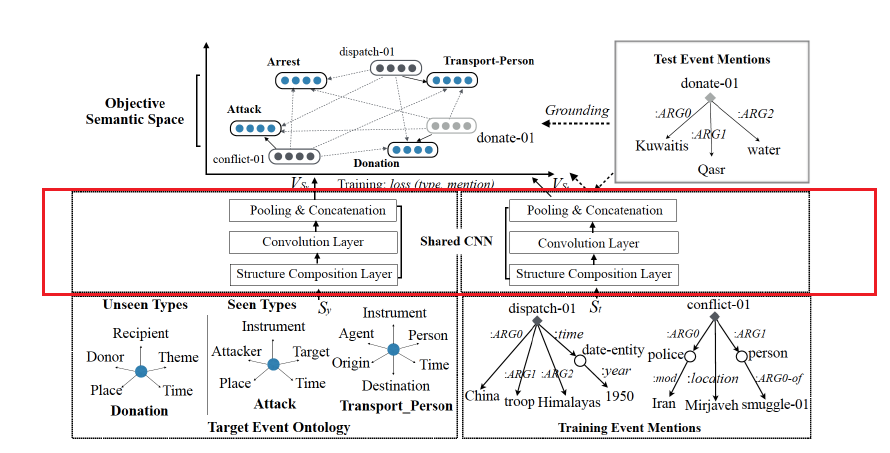 dispatch-01
Arrest
Transport-Person
Objective
Semantic Space
Attack
donate-01
conflict-01
Donation
Grounding
Test Event Mentions
donate-01
:ARG0
:ARG2
:ARG1
Kuwaitis
water
Qasr
Training: loss (type, mention)
Pooling & Concatenation
Convolution Layer
Structure Composition Layer
Shared CNN
Pooling & Concatenation
Convolution Layer
Structure Composition Layer
Unseen Types
Seen Types
Sy
Recipient
Donor
Theme
Place
Time
Donation
Instrument
Attacker
Target
Place
Time
Attack
Instrument
Agent
Person
Origin
Time
Destination
Transport_Person
Target Event Ontology
St
dispatch-01
:ARG0
:time
date-entity
:ARG1
:ARG2
:year
China
troop
Himalayas
1950
conflict-01
:ARG0
:ARG1
police
person
:mod
:location
:ARG0-of
Iran
Mirjaveh
smuggle-01
Training Event Mentions